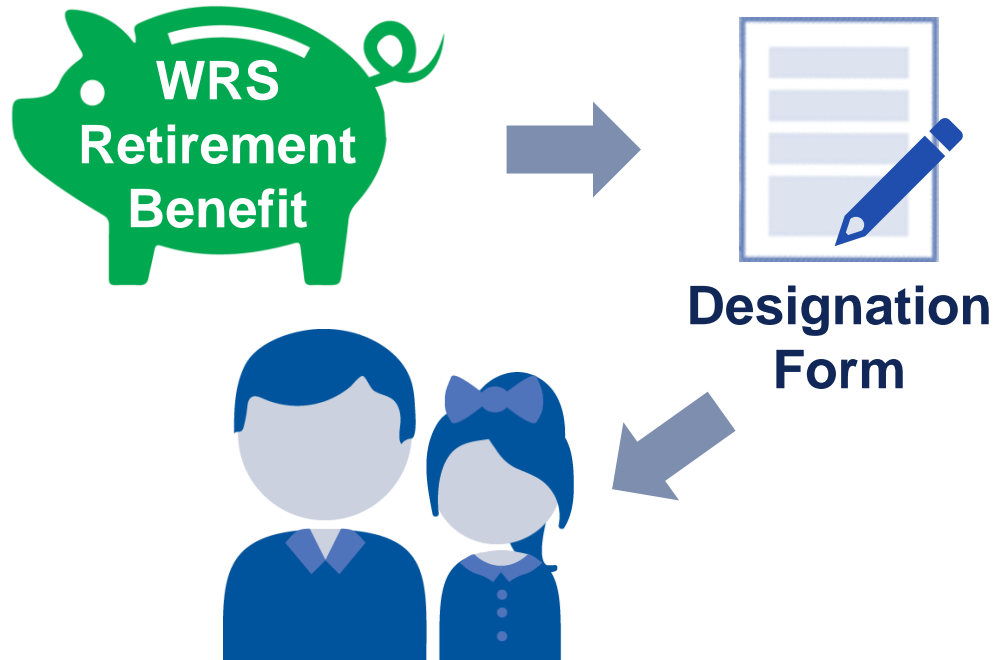 WRS
Retirement
Benefit
Designation
Form